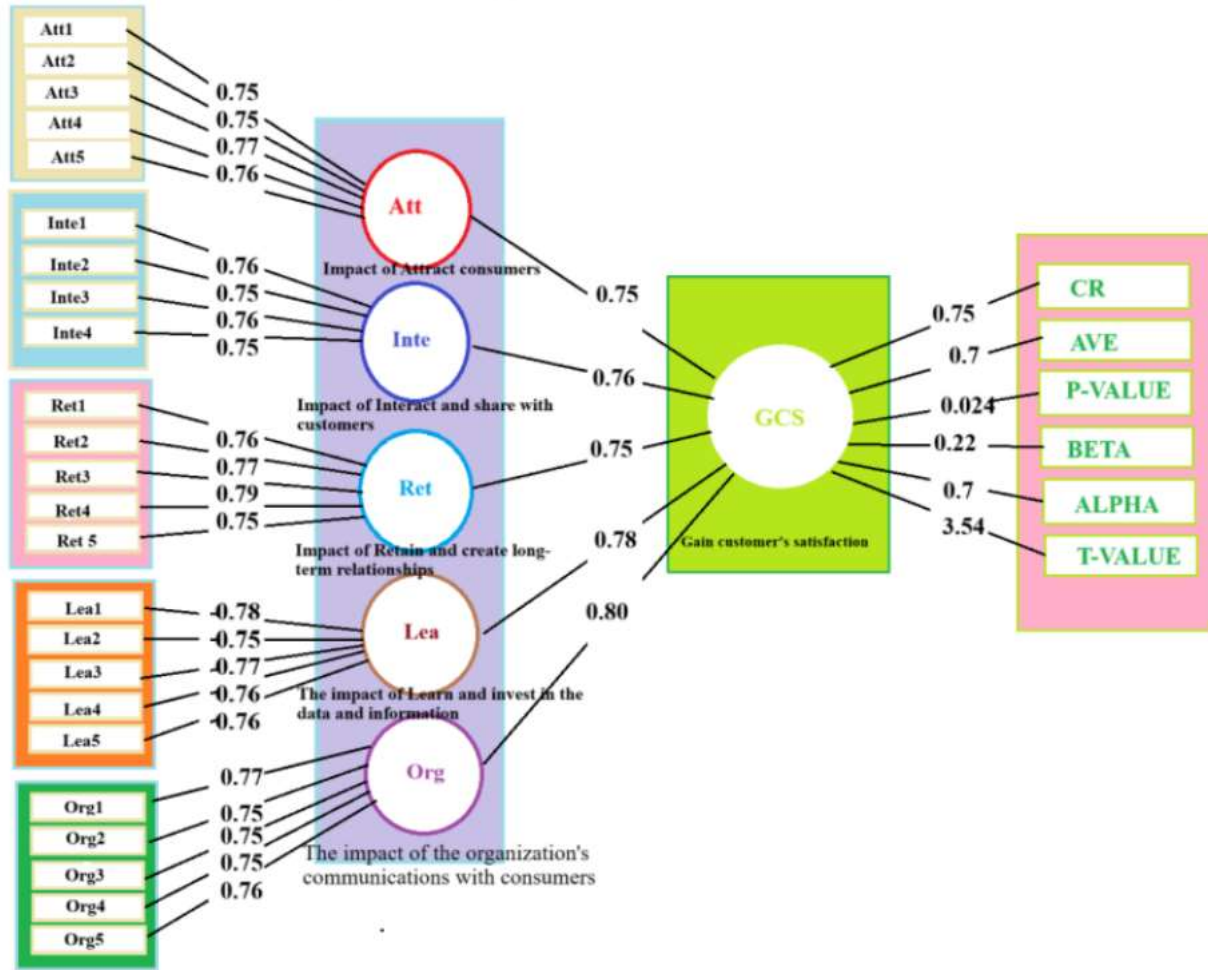 Att1
Att2
Att3
Att4
Att5
0.75
0.75
0.77
0.76
Inte1
Inte2
Inte3
Inte4
0.76
0.75
0.76
0.75
Ret1
Ret2
Ret3
Ret4
Ret 5
0.76
0.77
0.79
0.75
Lea1
Lea2
Lea3
Lea4
Lea5
0.78
0.75
0.77
0.76
0.76
Org1
Org2
Org3
Org4
Org5
0.77
0.75
0.75
0.75
0.76
Att
Impact of Attract consumers
Inte
Impact of Interact and share with
customers
Ret
Impact of Retain and create long-
term relationships
Lea
The impact of Learn and invest in the
data and information
Org
The impact of the organization's
communications with consumers
0.75
0.76
0.75
0.78
0.80
GCS
Gain customer's satisfaction
0.75
0.7
0.024
0.22
0.7
3.54
CR
AVE
P-VALUE
BETA
ALPHA
T-VALUE